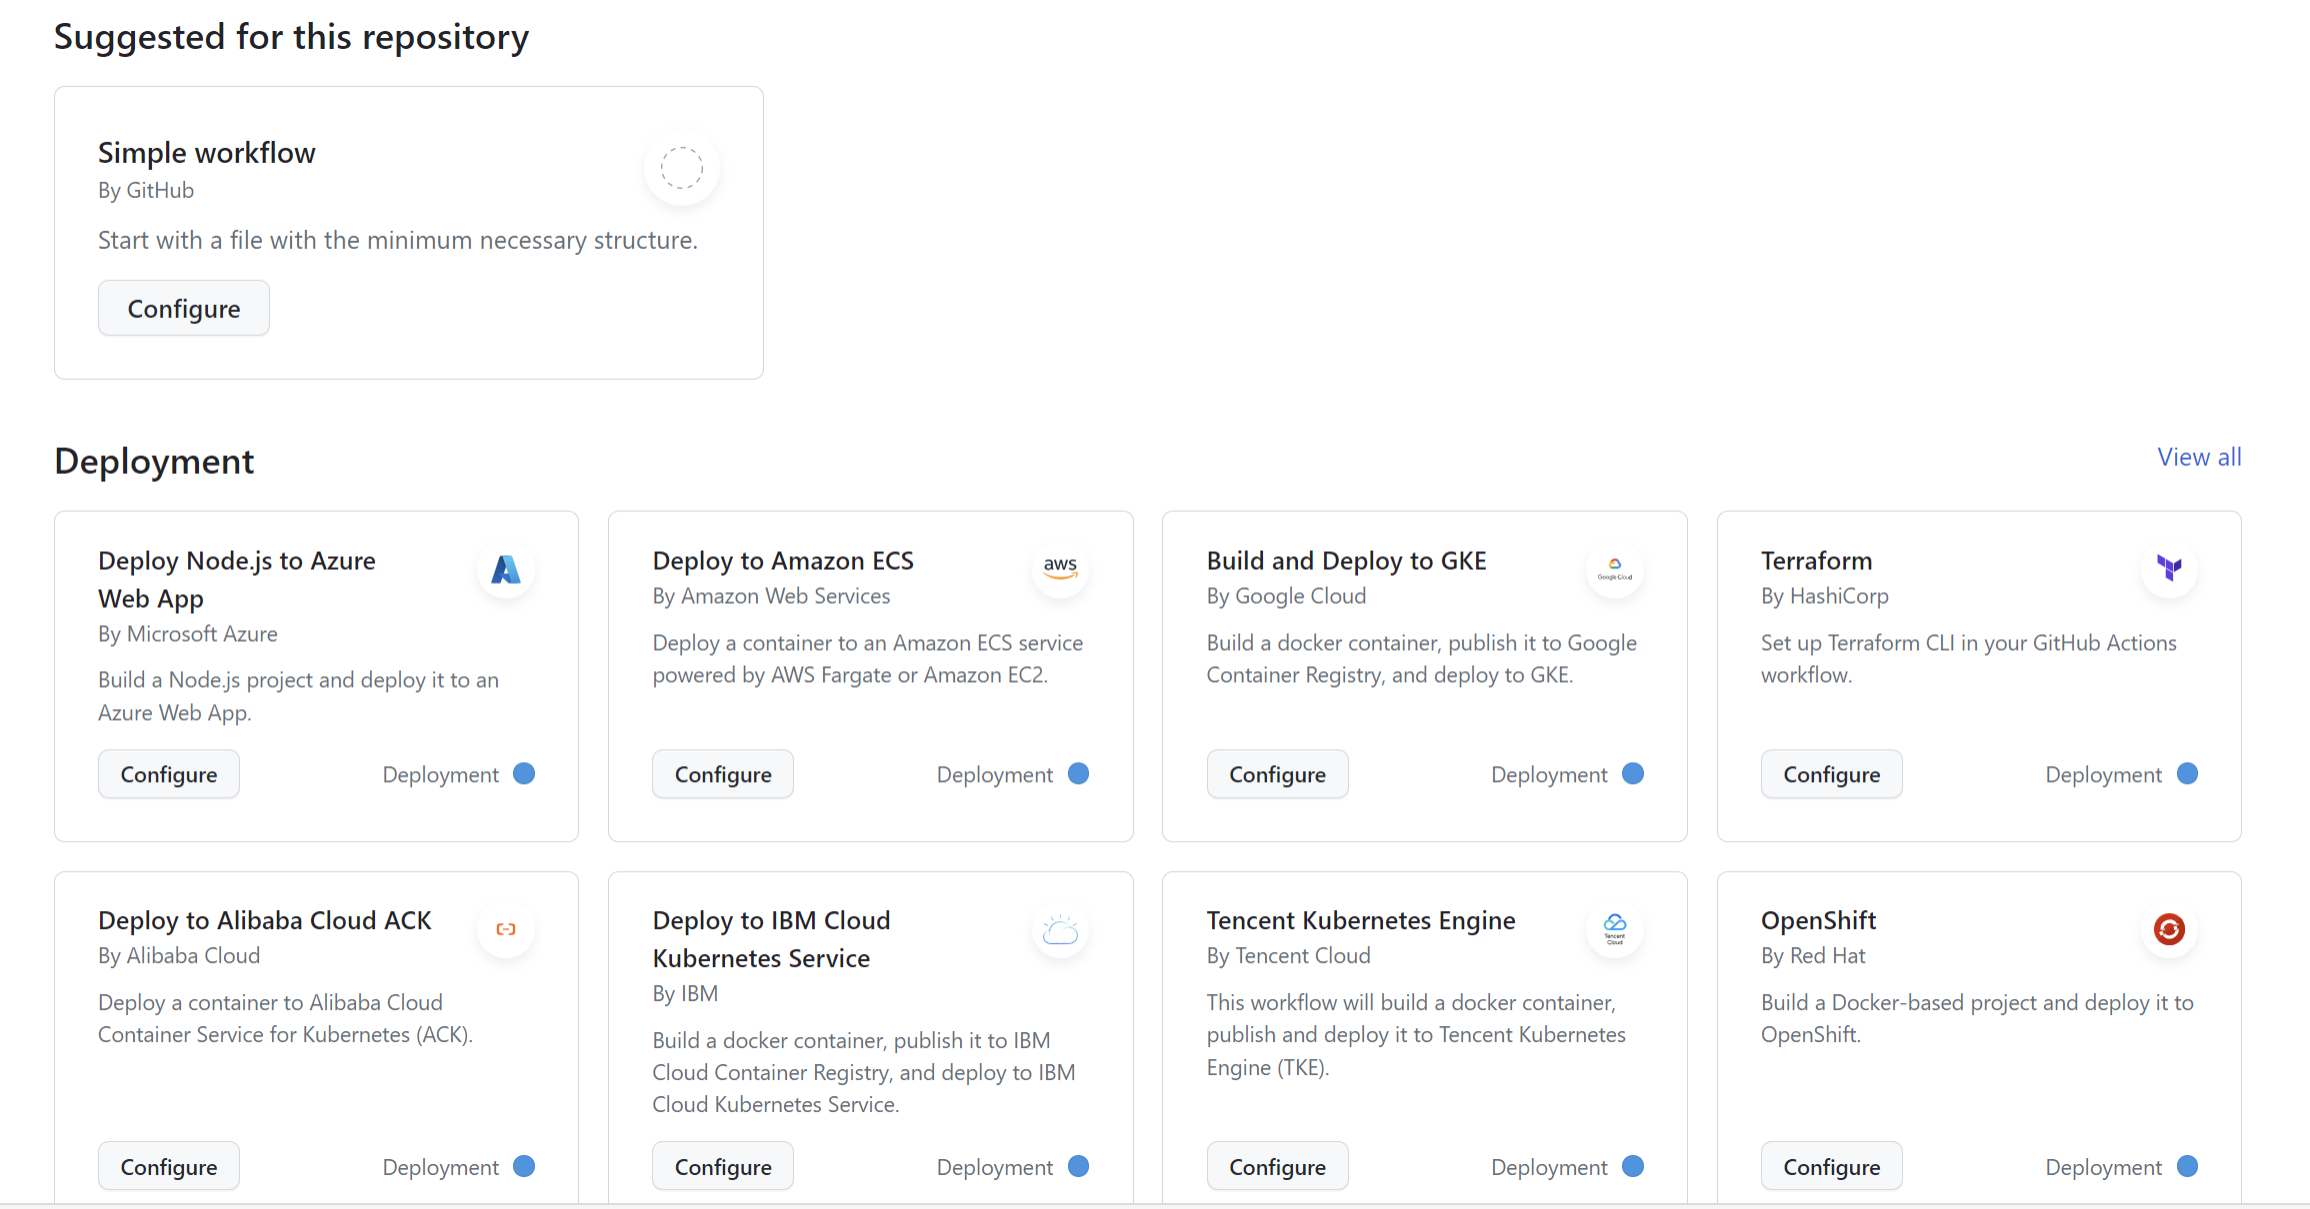 Suggested for this repository
Simple workflow
By GitHub
Start with a file with the minimum necessary structure.
Configure
Deployment
View all
Deploy Node.js to Azure
Web App
By Microsoft Azure
Build a Node.js project and deploy it to an
Azure Web App.
Configure
Deployment
Deploy to Amazon ECS
By Amazon Web Services
aws
Deploy a container to an Amazon ECS service
powered by AWS Fargate or Amazon EC2.
Configure
Deployment
Build and Deploy to GKE
By Google Cloud
Google Cloud
Build a docker container, publish it to Google
Container Registry, and deploy to GKE.
Configure
Deployment
Terraform
By HashiCorp
Set up Terraform CLI in your GitHub Actions
workflow.
Configure
Deployment
Deploy to Alibaba Cloud ACK
By Alibaba Cloud
Deploy a container to Alibaba Cloud
Container Service for Kubernetes (ACK).
Configure
Deployment
Deploy to IBM Cloud
Kubernetes Service
By IBM
Build a docker container, publish it to IBM
Cloud Container Registry, and deploy to IBM
Cloud Kubernetes Service.
Configure
Deployment
Tencent Kubernetes Engine
By Tencent Cloud
Tencent
Cloud
This workflow will build a docker container,
publish and deploy it to Tencent Kubernetes
Engine (TKE).
Configure
Deployment
OpenShift
By Red Hat
Build a Docker-based project and deploy it to
OpenShift.
Configure
Deployment